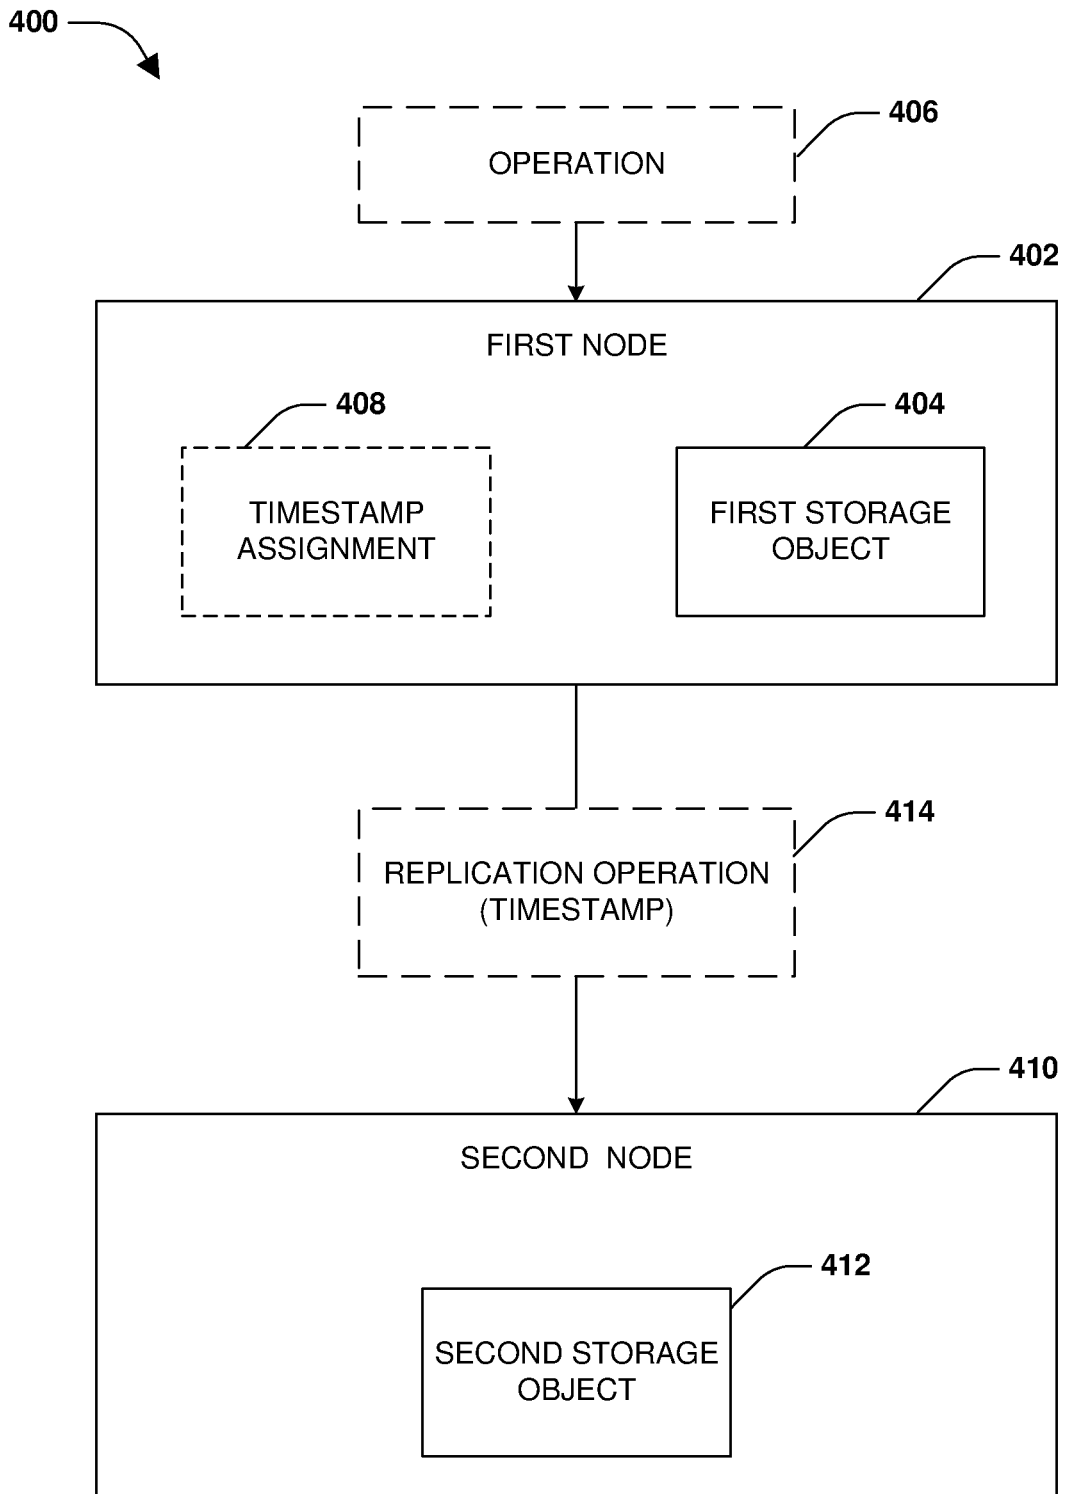 400
406
OPERATION
402
FIRST NODE
408
404
TIMESTAMP
ASSIGNMENT
FIRST STORAGE
OBJECT
414
REPLICATION OPERATION
(TIMESTAMP)
410
SECOND NODE
412
SECOND STORAGE
OBJECT